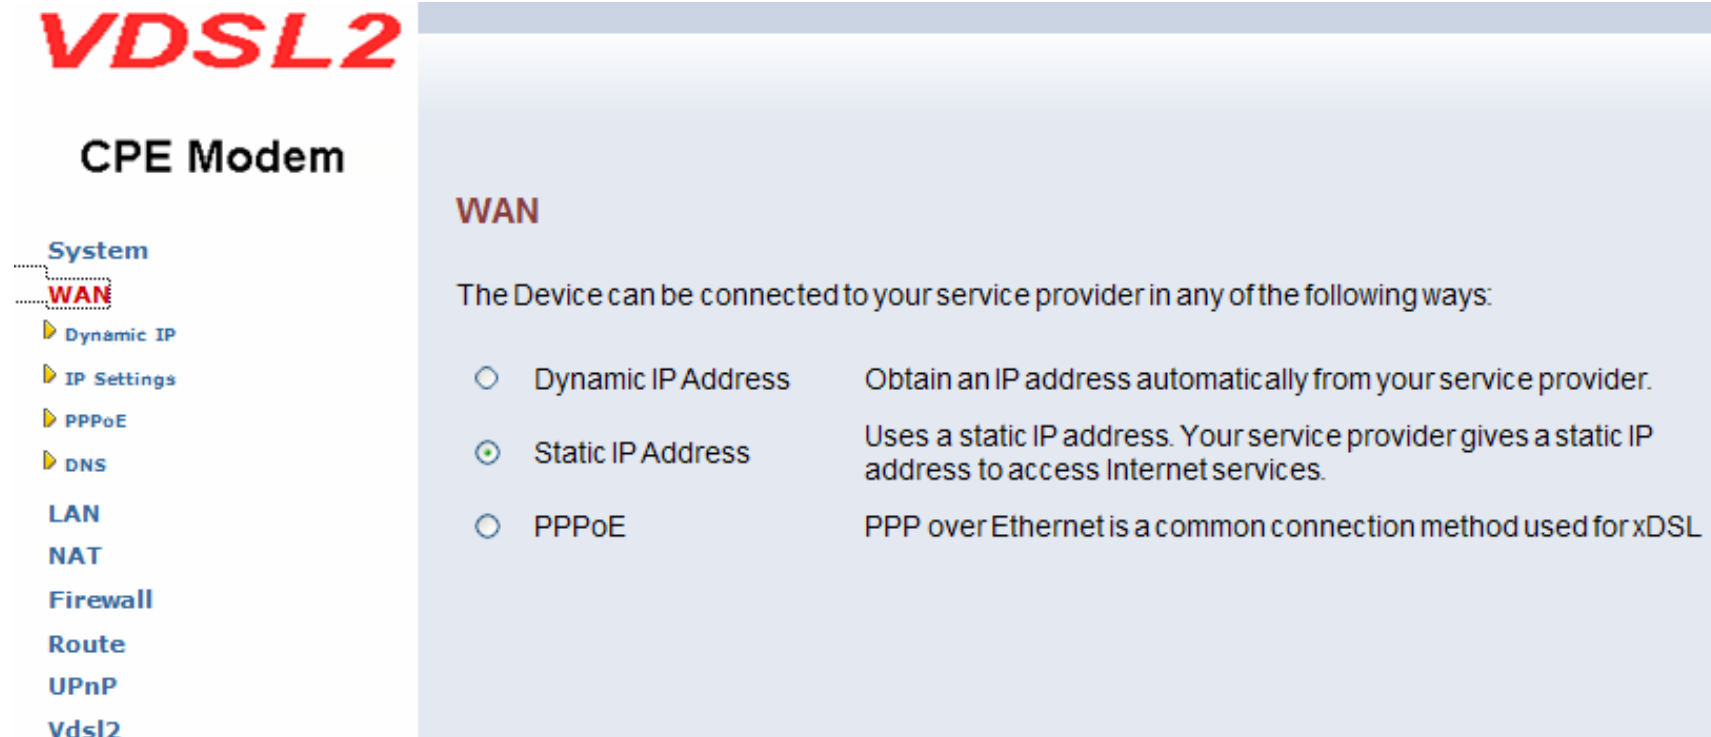 VDSL2
CPE Modem
System
WAN
Dynamic IP
IP Settings
PPPoE
DNS
LAN
NAT
Firewall
Route
UPnP
Vdsl2
WAN
The Device can be connected to your service provider in any of the following ways:
Dynamic IP Address Obtain an IP address automatically from your service provider.
Static IP Address Uses a static IP address. Your service provider gives a static IP
address to access Internet services.
PPPoE PPP over Ethernet is a common connection method used for xDSL